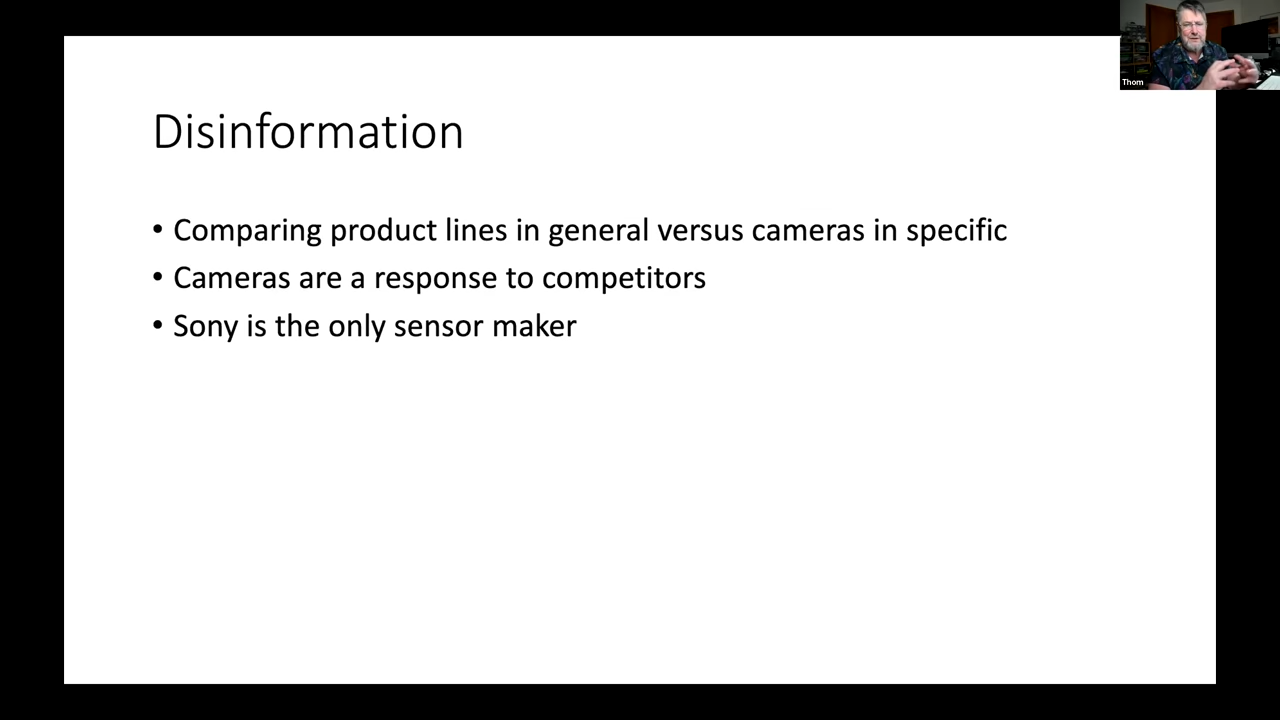 Thom
Disinformation
• Comparing product lines in general versus cameras in specific
• Cameras are a response to competitors
• Sony is the only sensor maker